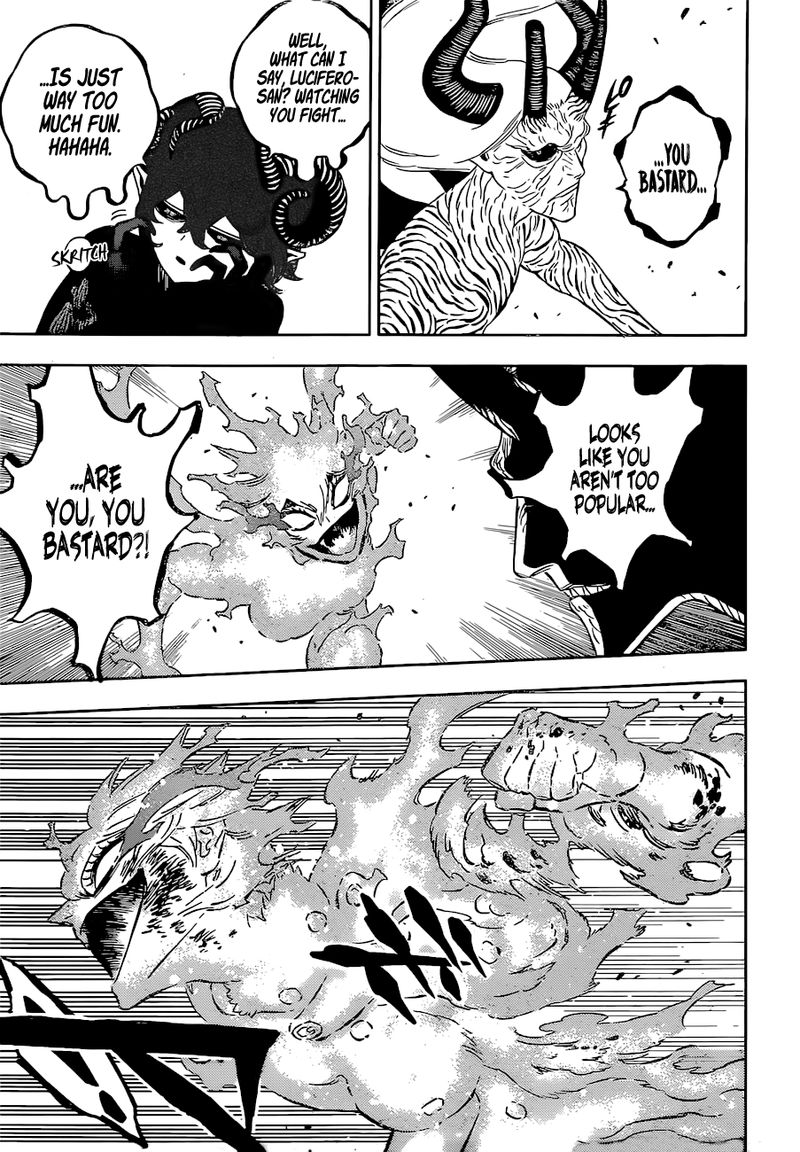 ...YOU
BASTARD...
WELL,
WHAT CAN I
SAY, LUCIFERO-
SAN? WATCHING
YOU FIGHT...
...IS JUST
WAY TOO
MUCH FUN.
HAHAHA.
SKRITCH
LOOKS
LIKE YOU
AREN'T TOO
POPULAR...
...ARE
YOU, YOU
BASTARD?!